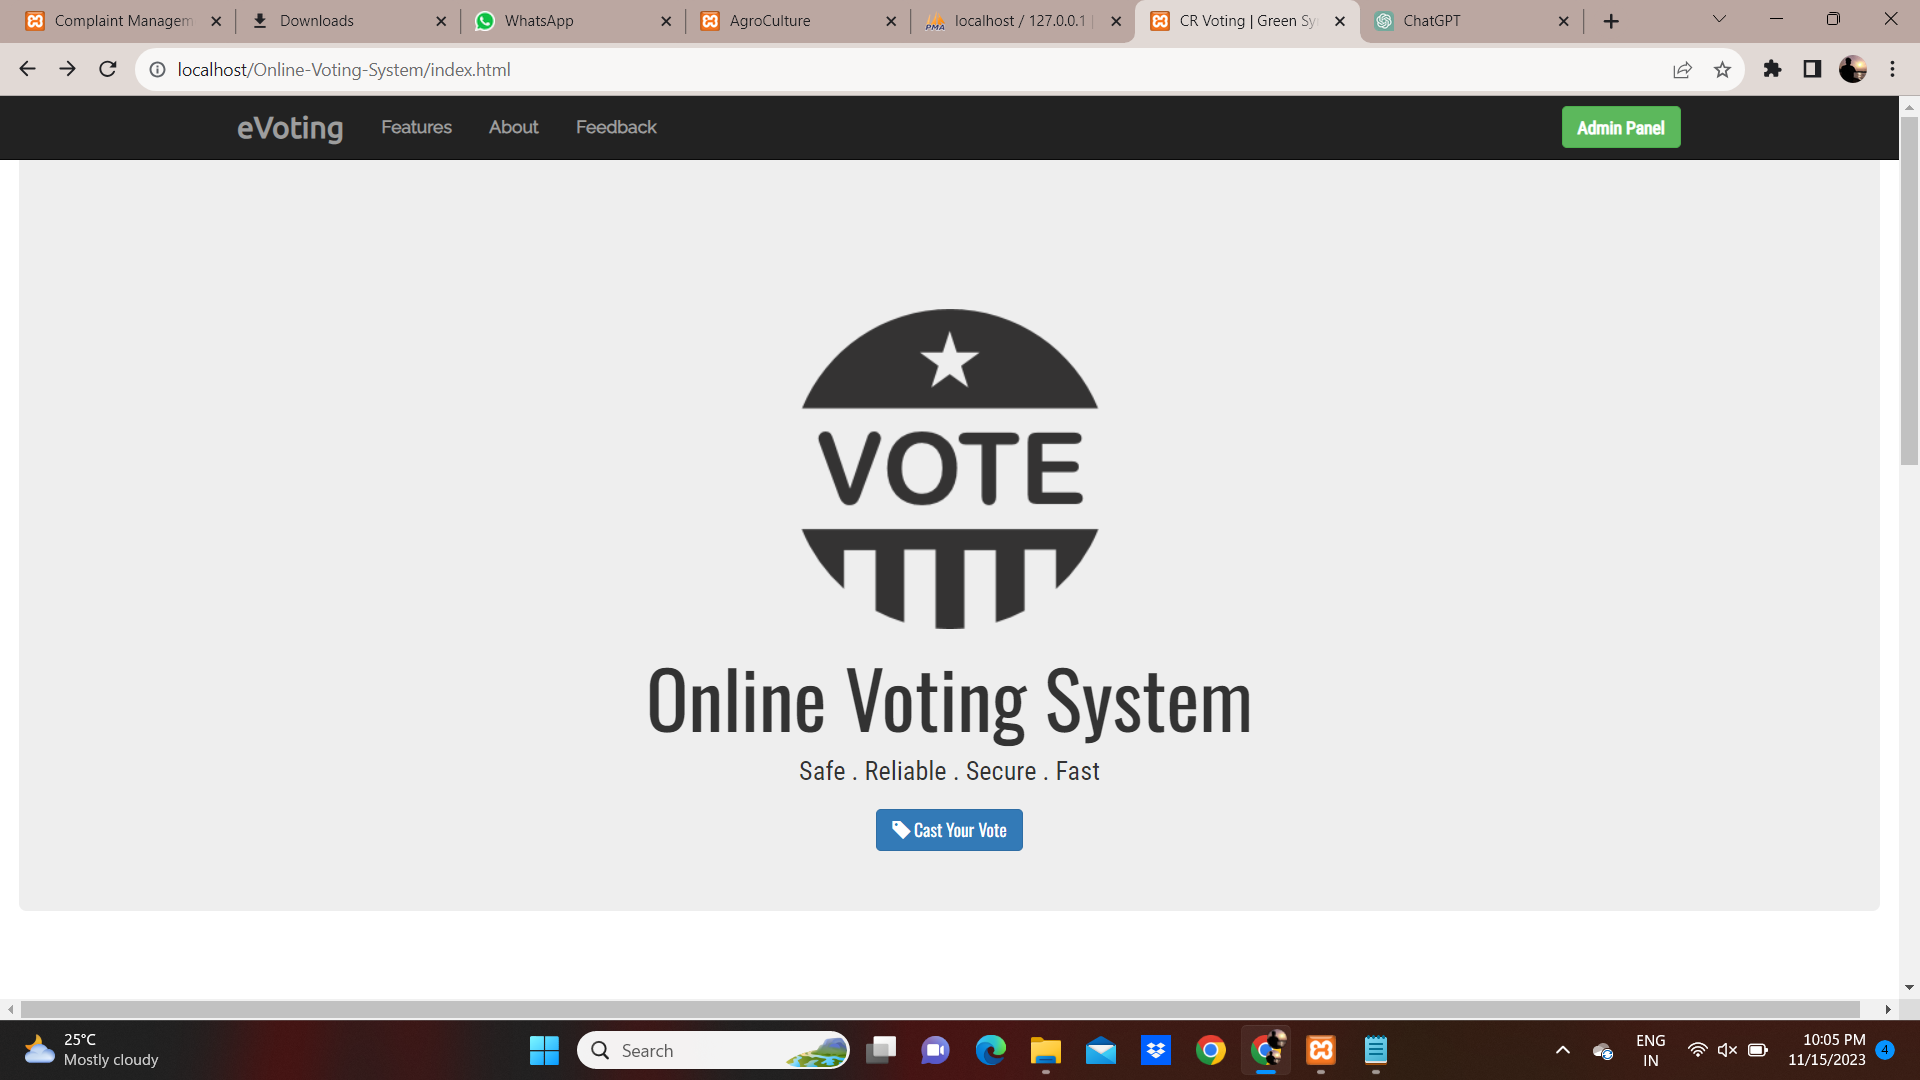 Complaint Managem
Downloads
WhatsApp
AgroCulture
PMA
localhost / 127.0.0.1 |
CR Voting | Green Sy
ChatGPT
localhost/Online-Voting-System/index.html
eVoting
Features
About
Feedback
Admin Panel
VOTE
Online Voting System
Safe . Reliable . Secure . Fast
Cast Your Vote
25°C
Mostly cloudy
Search
ENG
IN
10:05 PM
11/15/2023
4